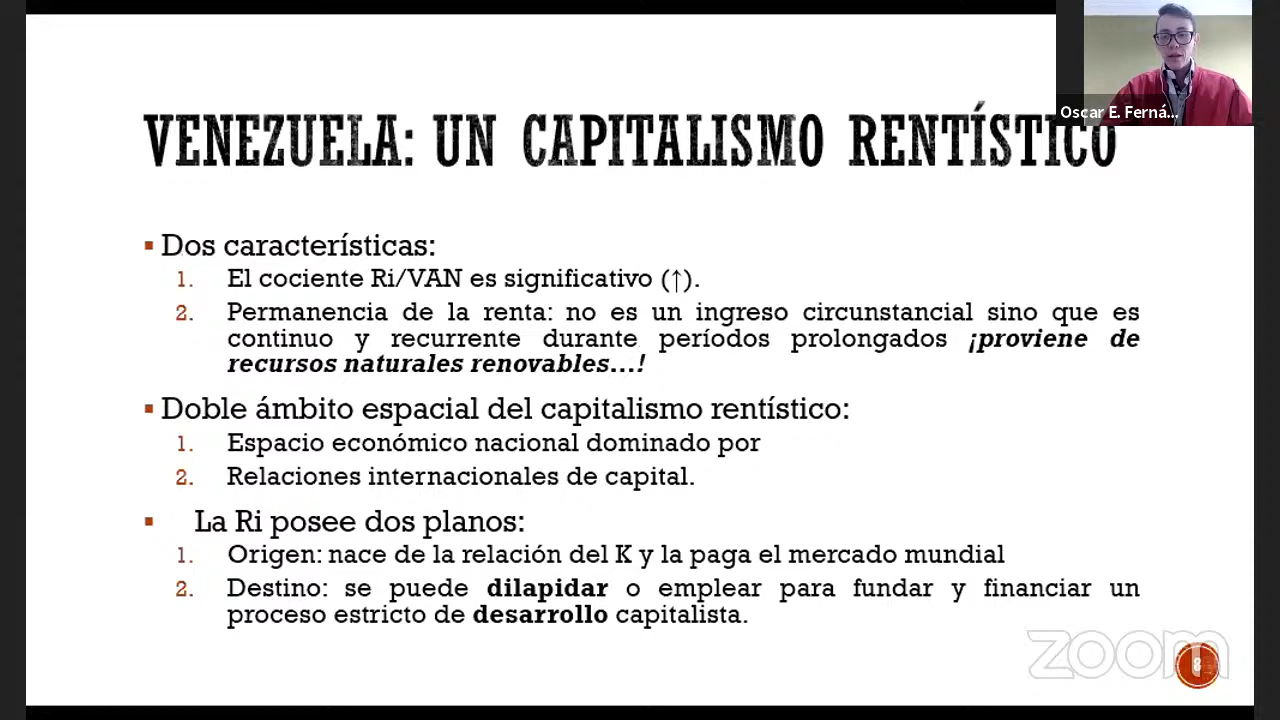 Oscar E. Ferná...
VENEZUELA: UN CAPITALISMO RENTÍSTICO
▪ Dos características:
1. El cociente Ri/VAN es significativo (↑).
2. Permanencia de la renta: no es un ingreso circunstancial sino que es
continuo y recurrente durante períodos prolongados ¡proviene de
recursos naturales renovables...!
▪ Doble ámbito espacial del capitalismo rentístico:
1. Espacio económico nacional dominado por
2. Relaciones internacionales de capital.
▪ La Ri posee dos planos:
1. Origen: nace de la relación del K y la paga el mercado mundial
2. Destino: se puede dilapidar o emplear para fundar y financiar un
proceso estricto de desarrollo capitalista.
zoom
8